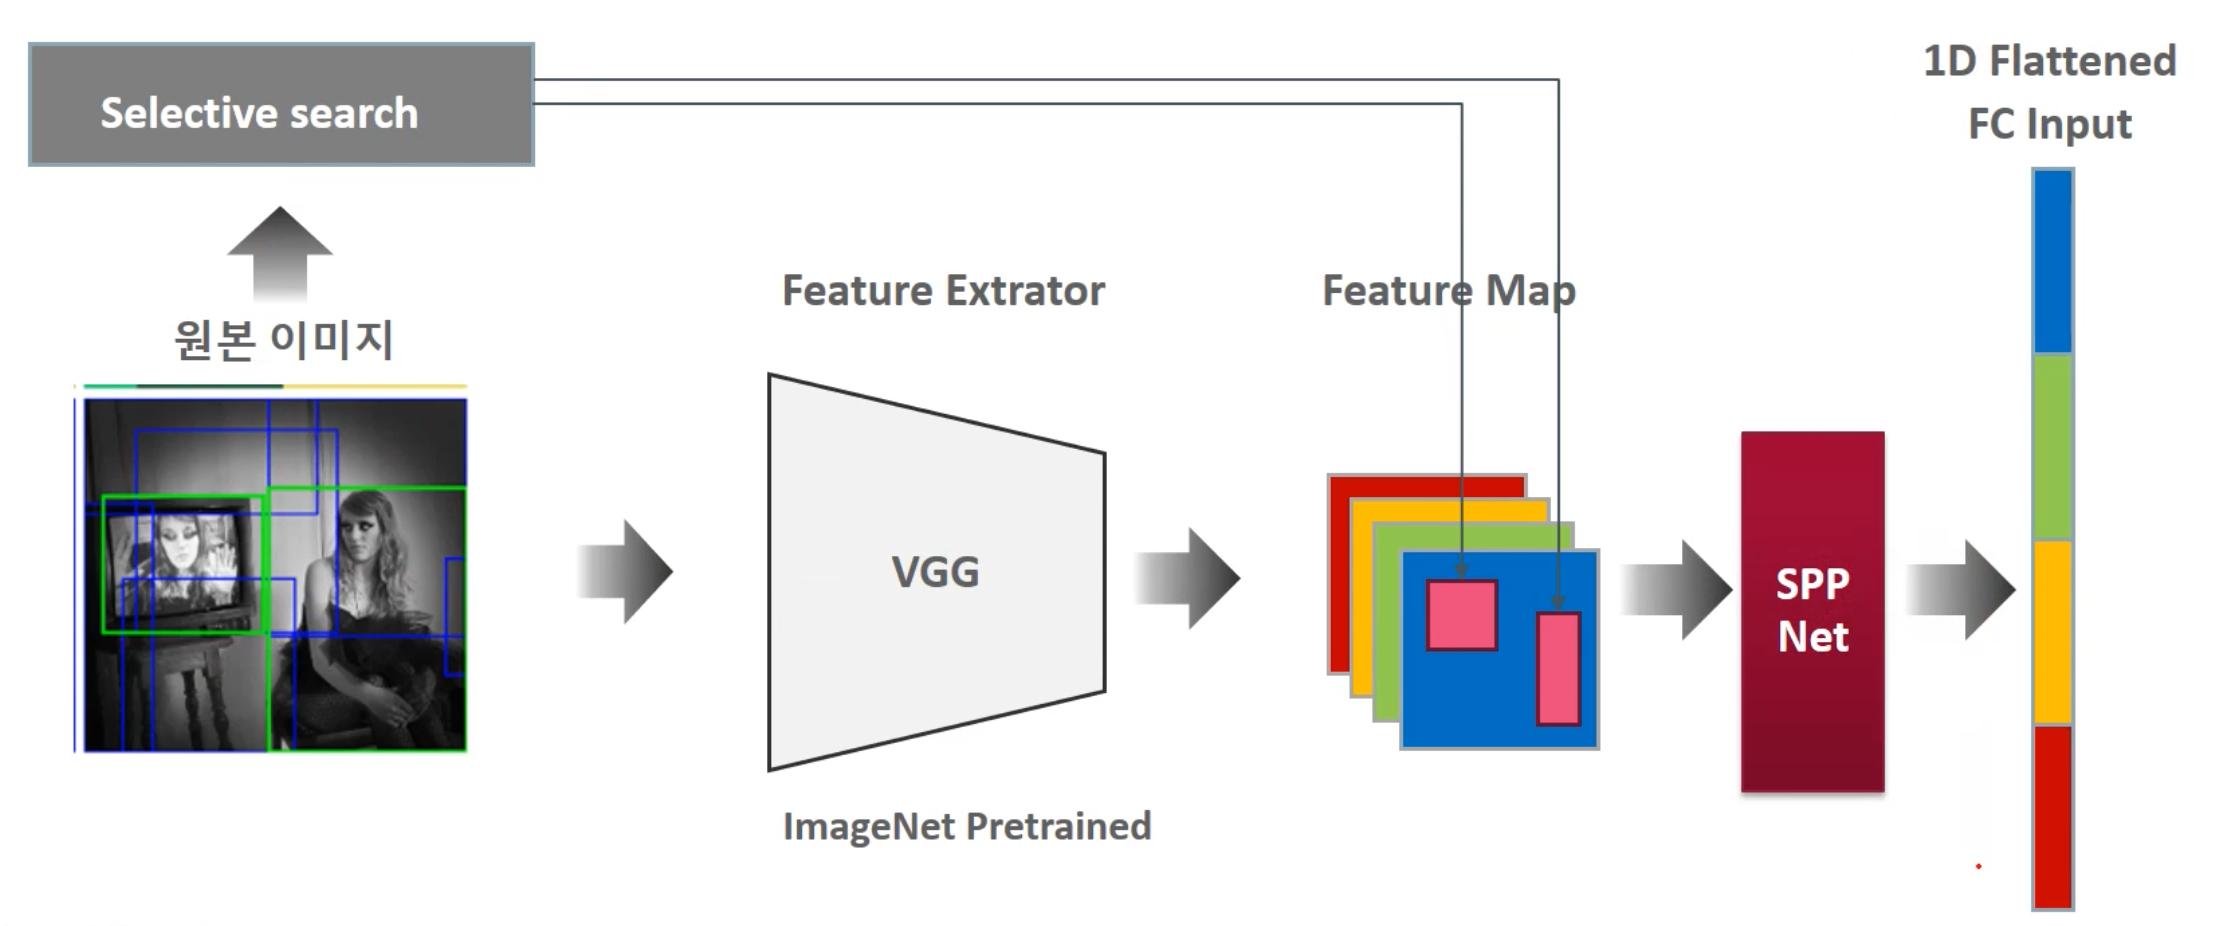 Selective search
원본 이미지
Feature Extrator
VGG
ImageNet Pretrained
Feature Map
SPP
Net
1D Flattened
FC Input